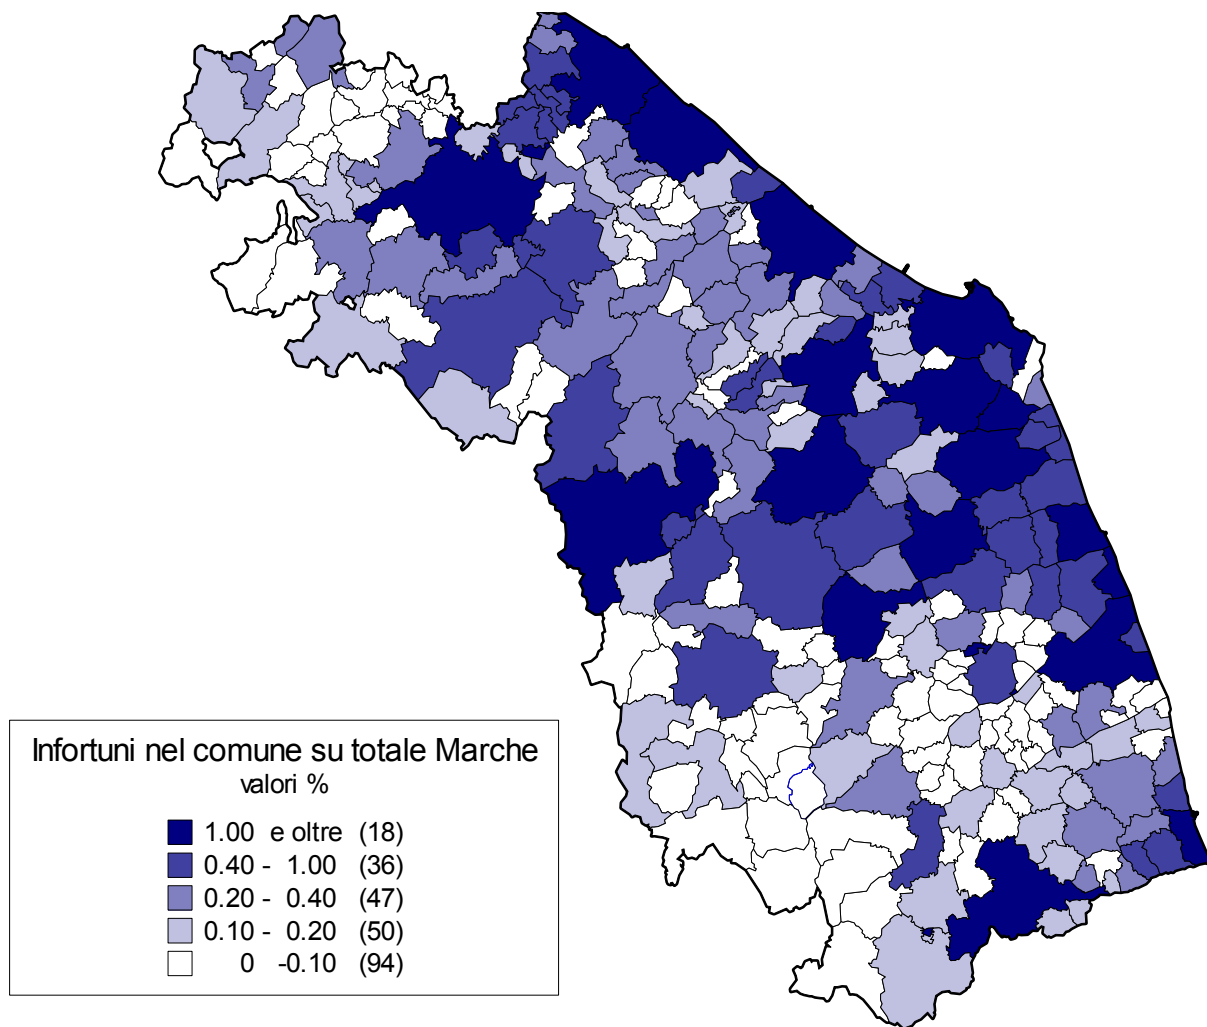 Infortuni nel comune su totale Marche
valori %
1.00 e oltre (18)
0.40 - 1.00 (36)
0.20 - 0.40 (47)
0.10 - 0.20 (50)
0 -0.10 (94)